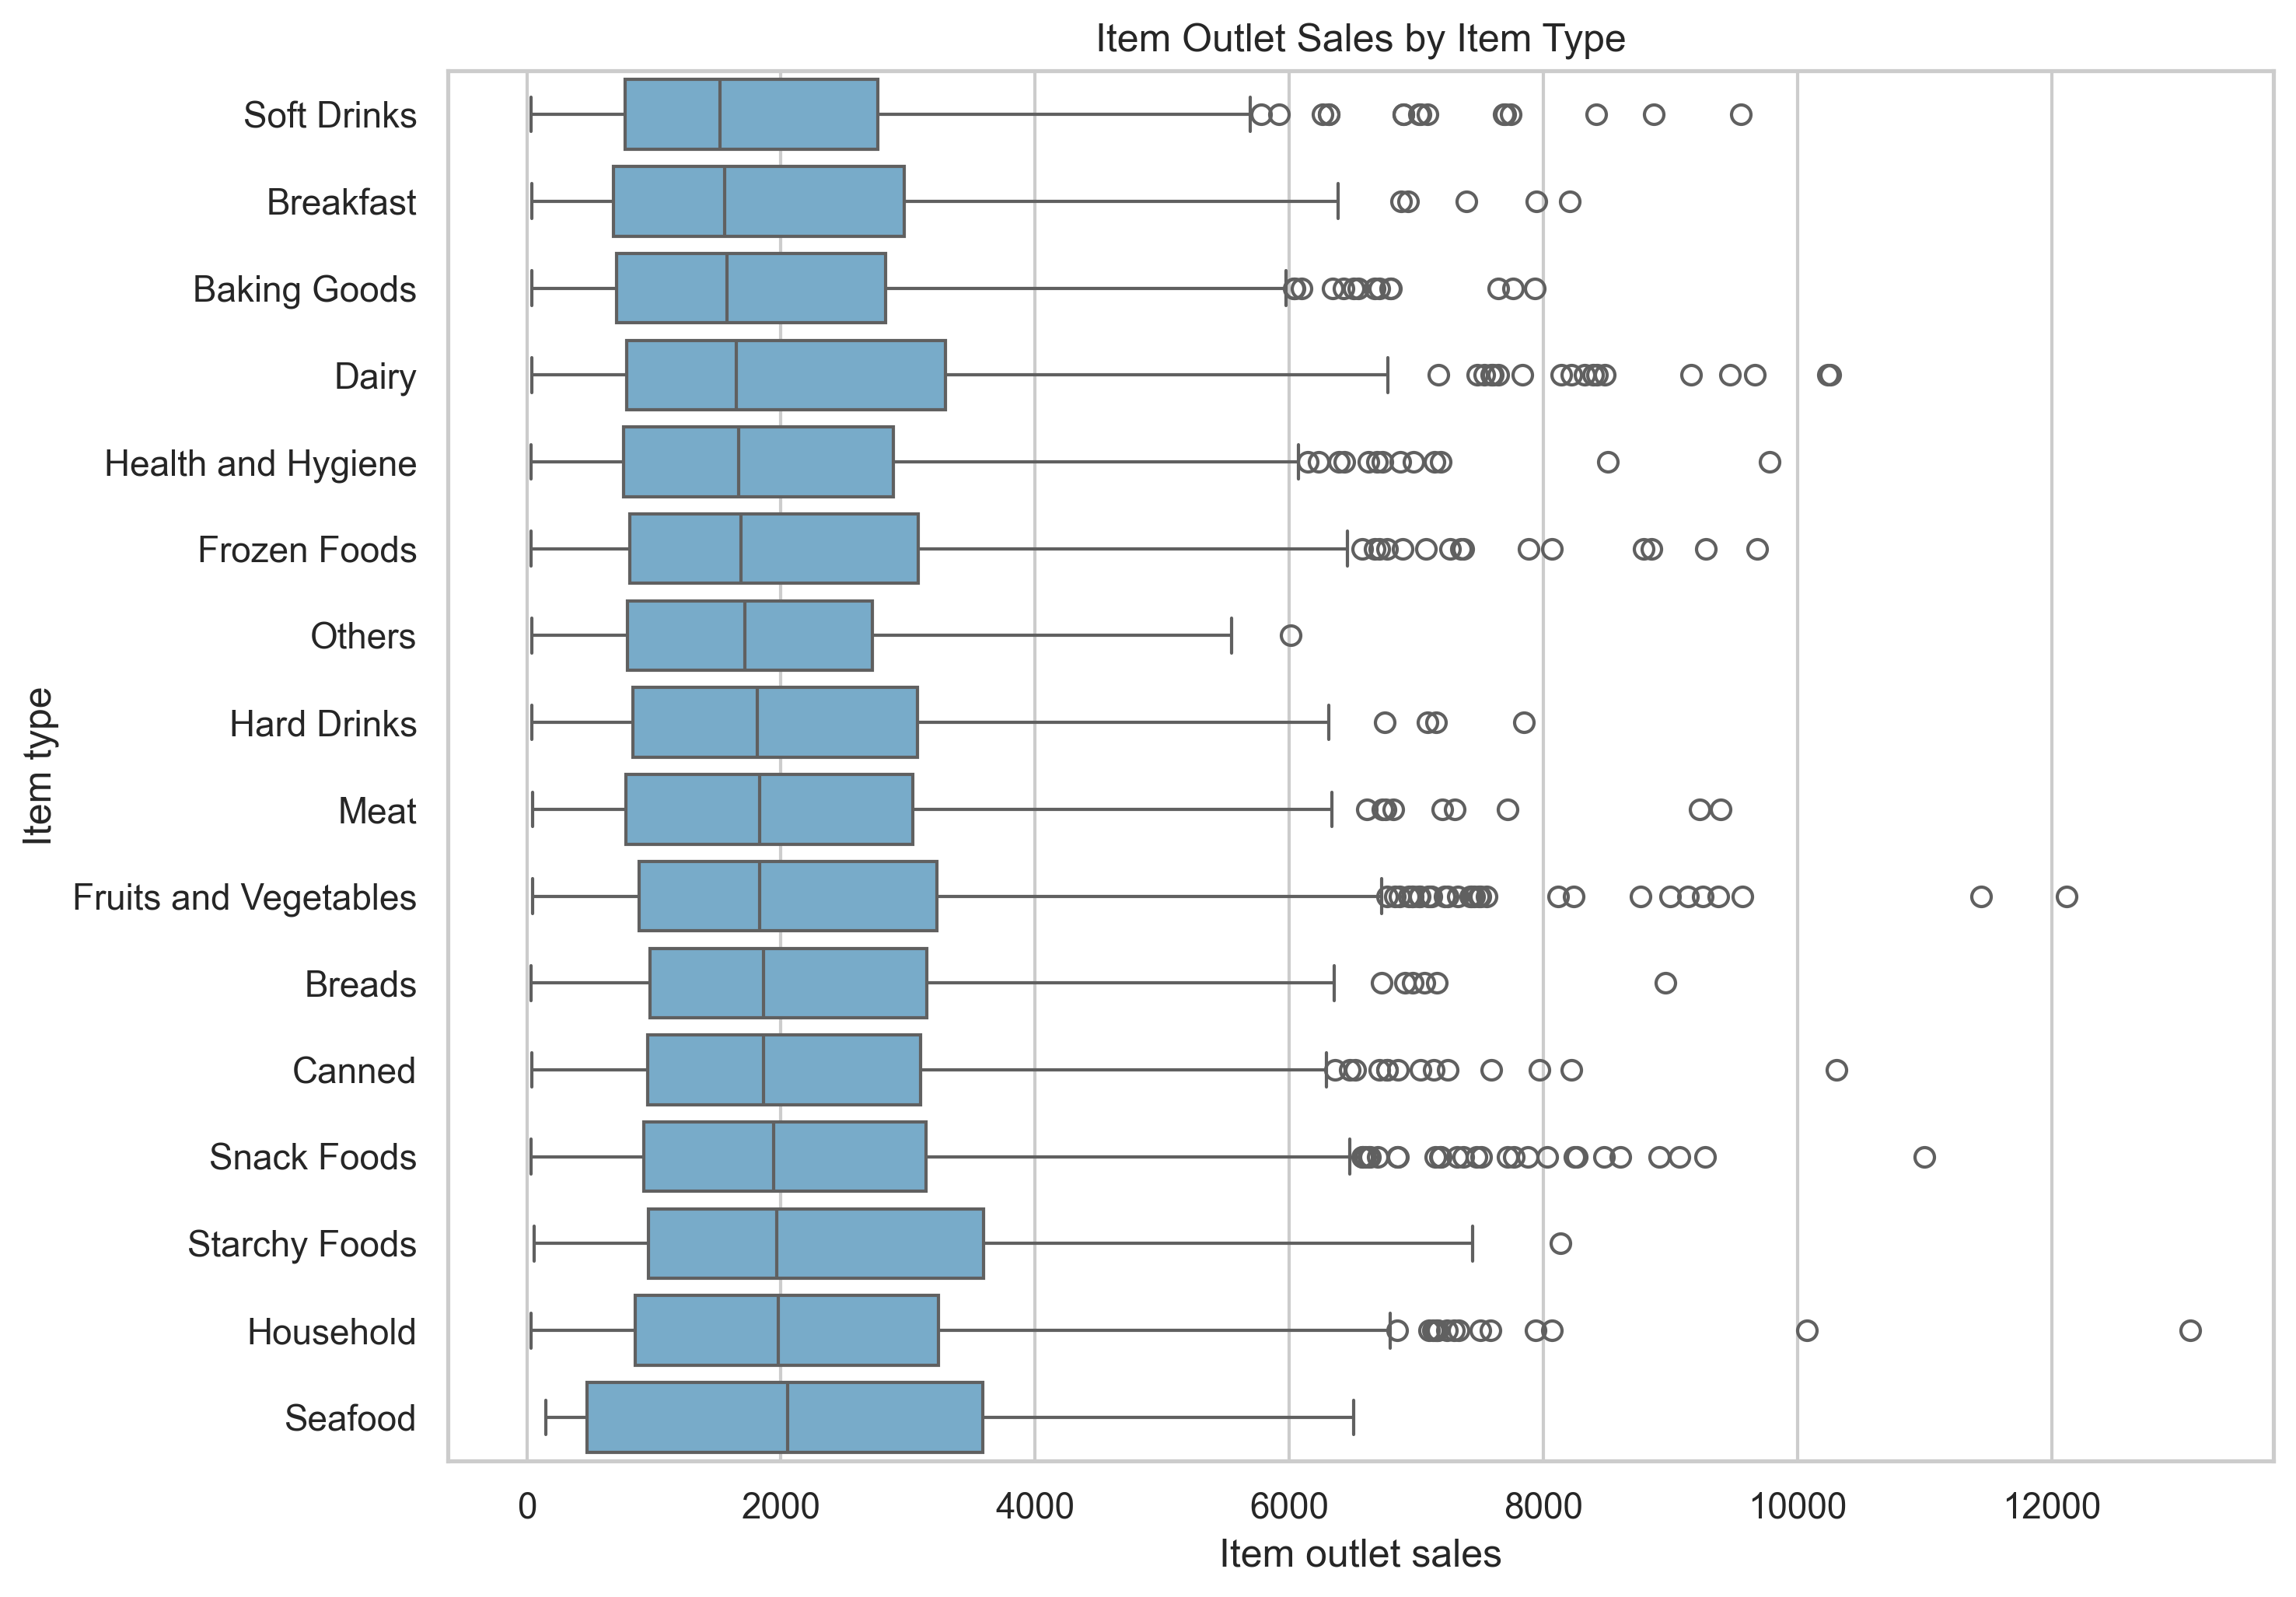 Item Outlet Sales by Item Type
Item type
Soft Drinks
Breakfast
Baking Goods
Dairy
Health and Hygiene
Frozen Foods
Others
Hard Drinks
Meat
Fruits and Vegetables
Breads
Canned
Snack Foods
Starchy Foods
Household
Seafood
0 2000 4000 6000 8000 10000 12000
Item outlet sales